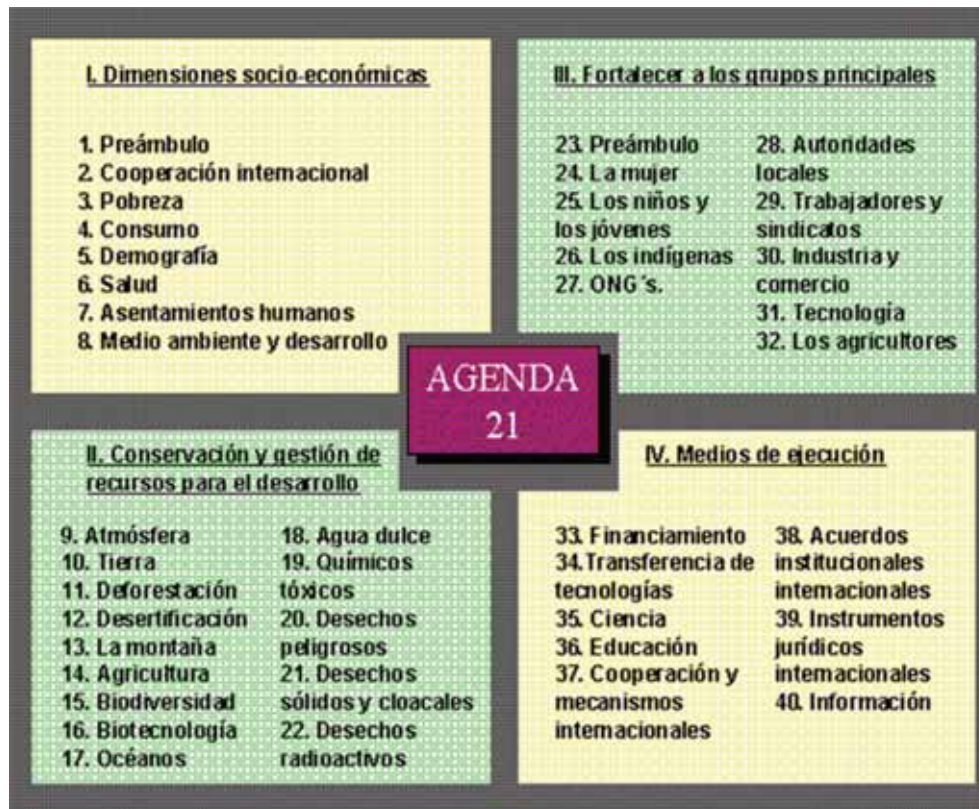 I. Dimensiones socio-económicas
1. Preámbulo
2. Cooperación internacional
3. Pobreza
4. Consumo
5. Demografía
6. Salud
7. Asentamientos humanos
8. Medio ambiente y desarrollo
III. Fortalecer a los grupos principales
23. Preámbulo
24. La mujer
25. Los niños y
los jóvenes
26. Los indígenas
27. ONG´s.
28. Autoridades
locales
29. Trabajadores y
sindicatos
30. Industria y
comercio
31. Tecnología
32. Los agricultores
AGENDA
21
II. Conservación y gestión de
recursos para el desarrollo
9. Atmósfera
10. Tierra
11. Deforestación
12. Desertificación
13. La montaña
14. Agricultura
15. Biodiversidad
16. Biotecnología
17. Océanos
18. Agua dulce
19. Químicos
tóxicos
20. Desechos
peligrosos
21. Desechos
sólidos y cloacales
22. Desechos
radioactivos
IV. Medios de ejecución
33. Financiamiento
34.Transferencia de
tecnologías
35. Ciencia
36. Educación
37. Cooperación y
mecanismos
internacionales
38. Acuerdos
institucionales
internacionales
39. Instrumentos
jurídicos
internacionales
40. Información